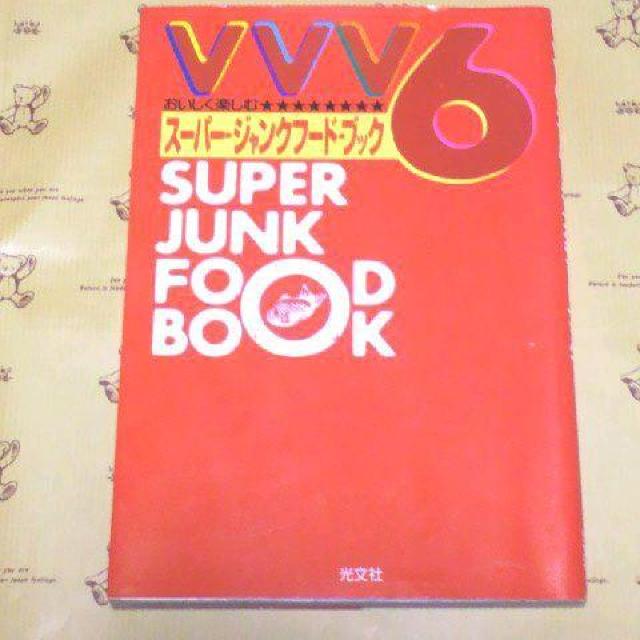 VVV6
おいしく楽しむ★★★★★★★★
スーパー・ジャンクフード・ブック
SUPER
JUNK
FOOD
BOOK
光文社